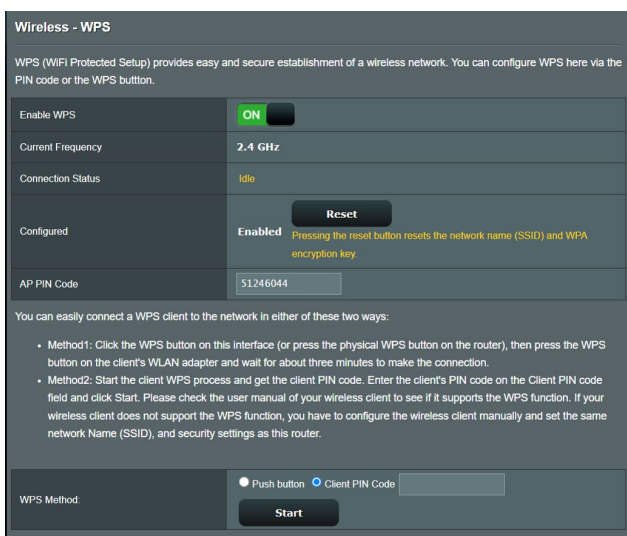 Wireless - WPS
WPS (WiFi Protected Setup) provides easy and secure establishment of a wireless network. You can configure WPS here via the
PIN code or the WPS buttton.
Enable WPS
ON
Current Frequency
2.4 GHz
Connection Status
Idle
Configured
Enabled
Reset
Pressing the reset button resets the network name (SSID) and WPA
encryption key.
AP PIN Code
51246044
You can easily connect a WPS client to the network in either of these two ways:
• Method1: Click the WPS button on this interface (or press the physical WPS button on the router), then press the WPS
button on the client's WLAN adapter and wait for about three minutes to make the connection.
• Method2: Start the client WPS process and get the client PIN code. Enter the client's PIN code on the Client PIN code
field and click Start. Please check the user manual of your wireless client to see if it supports the WPS function. If your
wireless client does not support the WPS function, you have to configure the wireless client manually and set the same
network Name (SSID), and security settings as this router.
WPS Method:
Push button Client PIN Code
Start